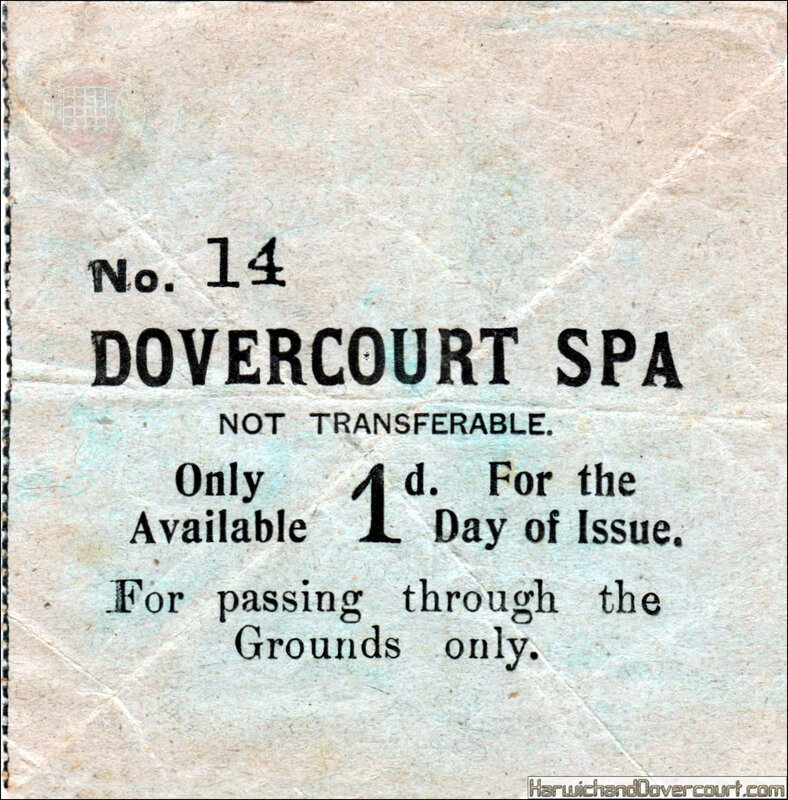 No. 14
DOVERCOURT SPA
NOT TRANSFERABLE.
Only Available 1d. For the Day of Issue.
For passing through the
Grounds only.
HarwichandDovercourt.com